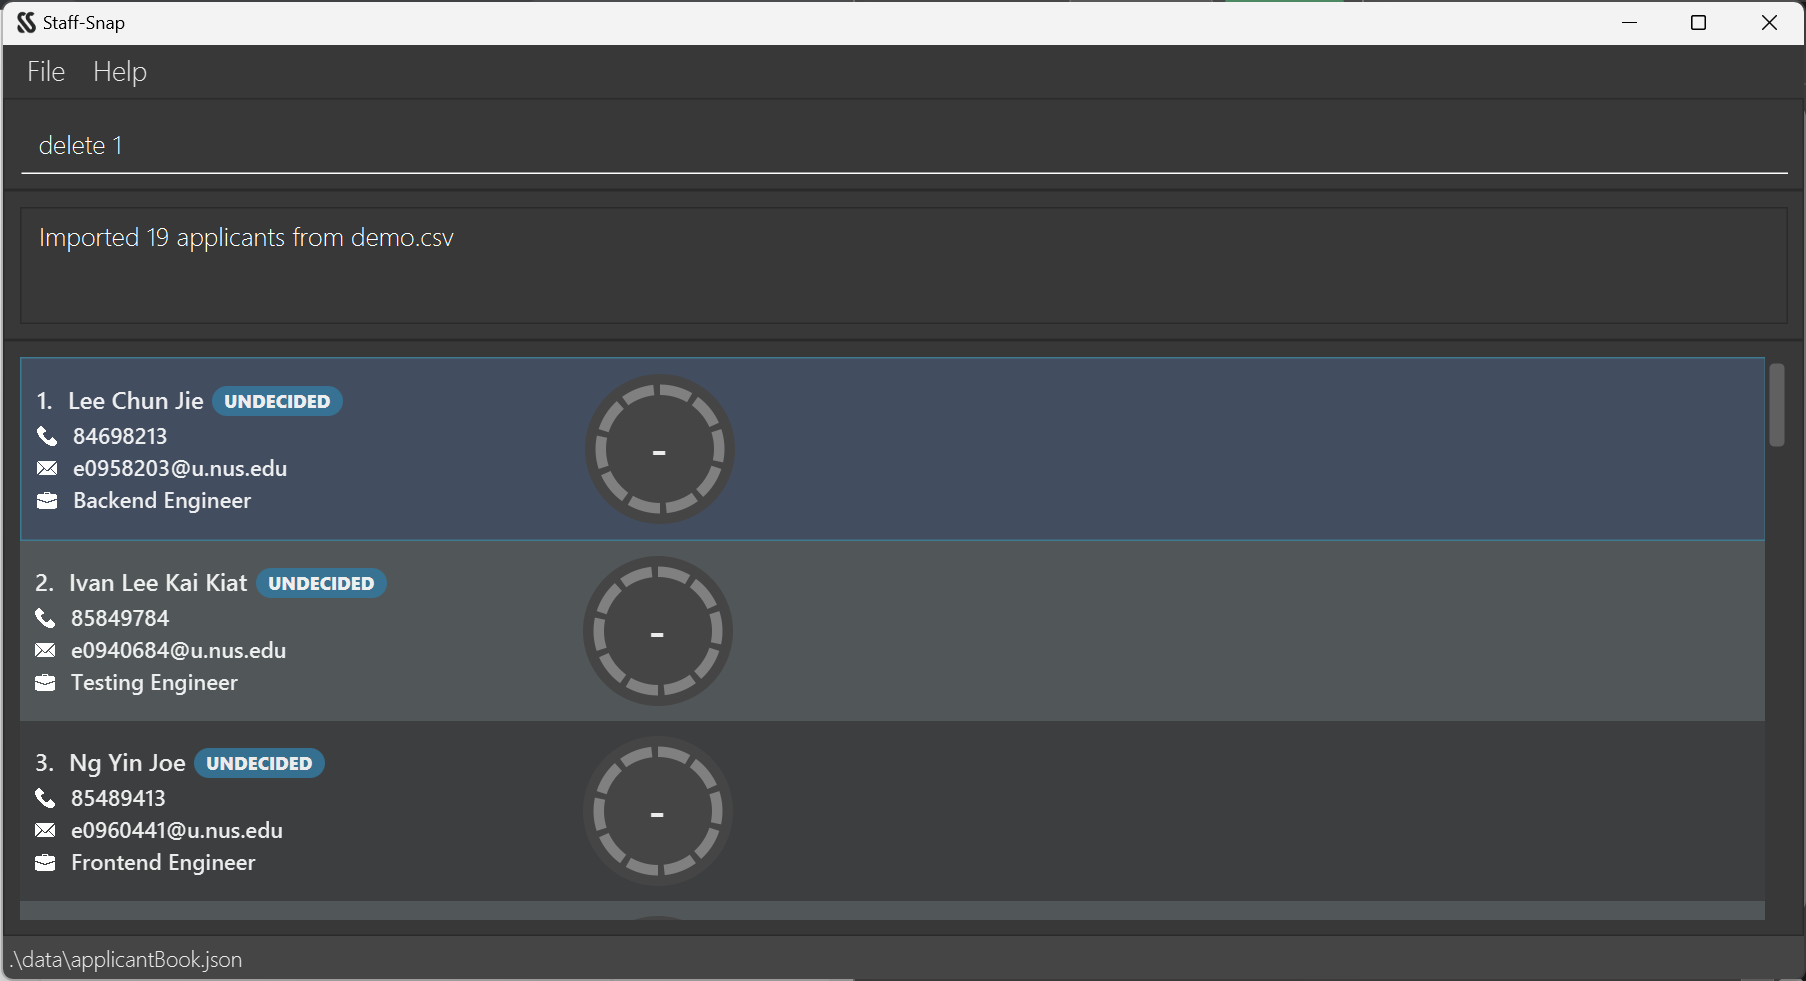 Staff-Snap
File Help
delete 1
Imported 19 applicants from demo.csv
1. Lee Chun Jie UNDECIDED
84698213
e0958203@u.nus.edu
Backend Engineer
-
2. Ivan Lee Kai Kiat UNDECIDED
85849784
e0940684@u.nus.edu
Testing Engineer
-
3. Ng Yin Joe UNDECIDED
85489413
e0960441@u.nus.edu
Frontend Engineer
-
.\data\applicantBook.json